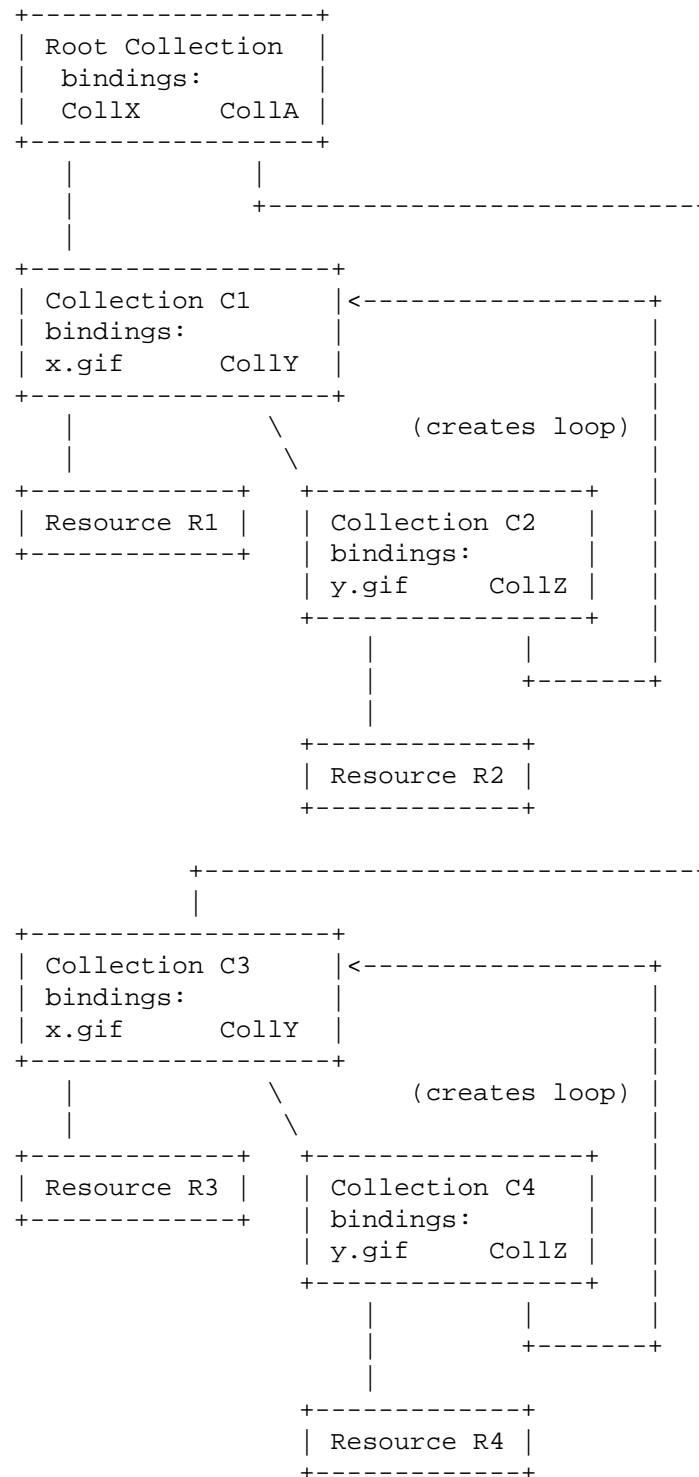 Root Collection
bindings:
CollX CollA
Collection C1
bindings:
x.gif CollY
(creates loop)
Resource R1
Collection C2
bindings:
y.gif CollZ
Resource R2
Collection C3
bindings:
x.gif CollY
(creates loop)
Resource R3
Collection C4
bindings:
y.gif CollZ
Resource R4